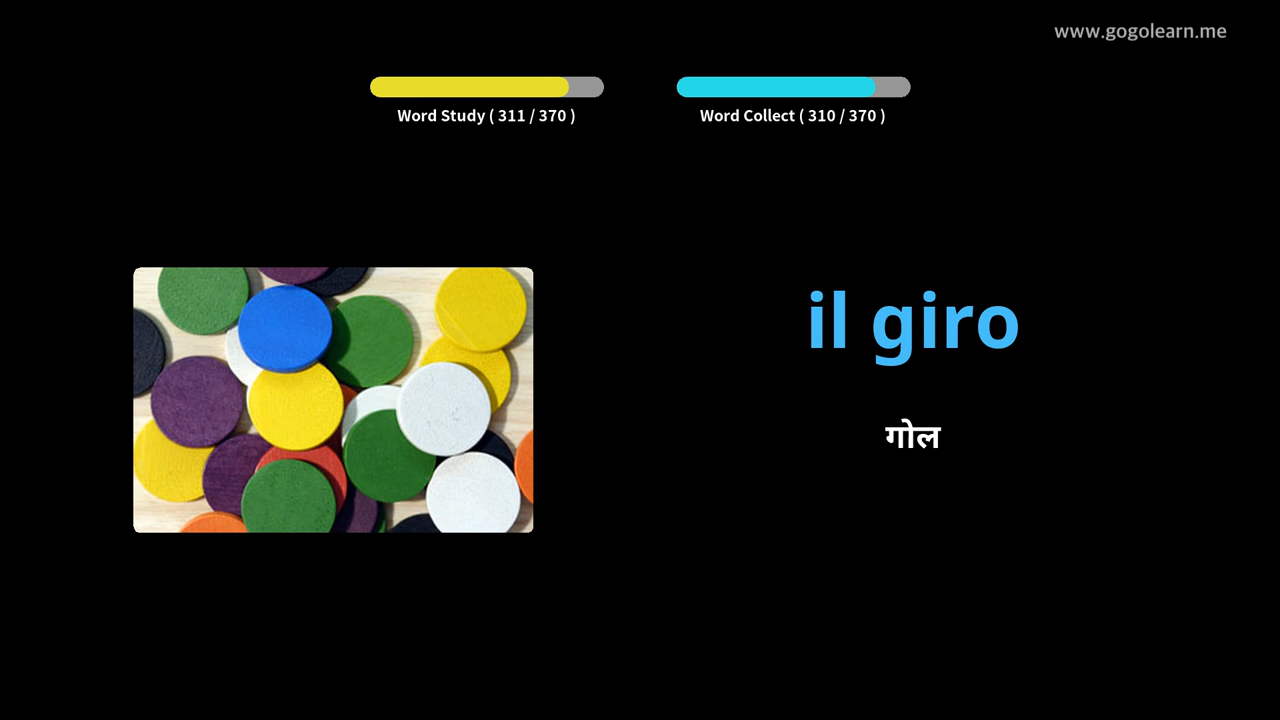 www.gogolearn.me
Word Study ( 311 / 370 )
Word Collect ( 310 / 370 )
il giro
गोल